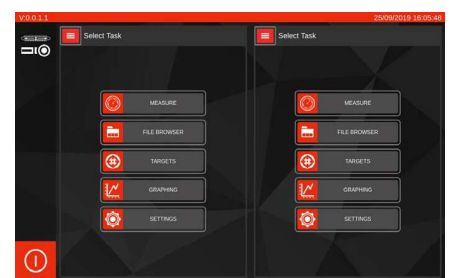 V:0.0.1.1
25/09/2019 16:05:48
Select Task
MEASURE
FILE BROWSER
TARGETS
GRAPHING
SETTINGS
Select Task
MEASURE
FILE BROWSER
TARGETS
GRAPHING
SETTINGS